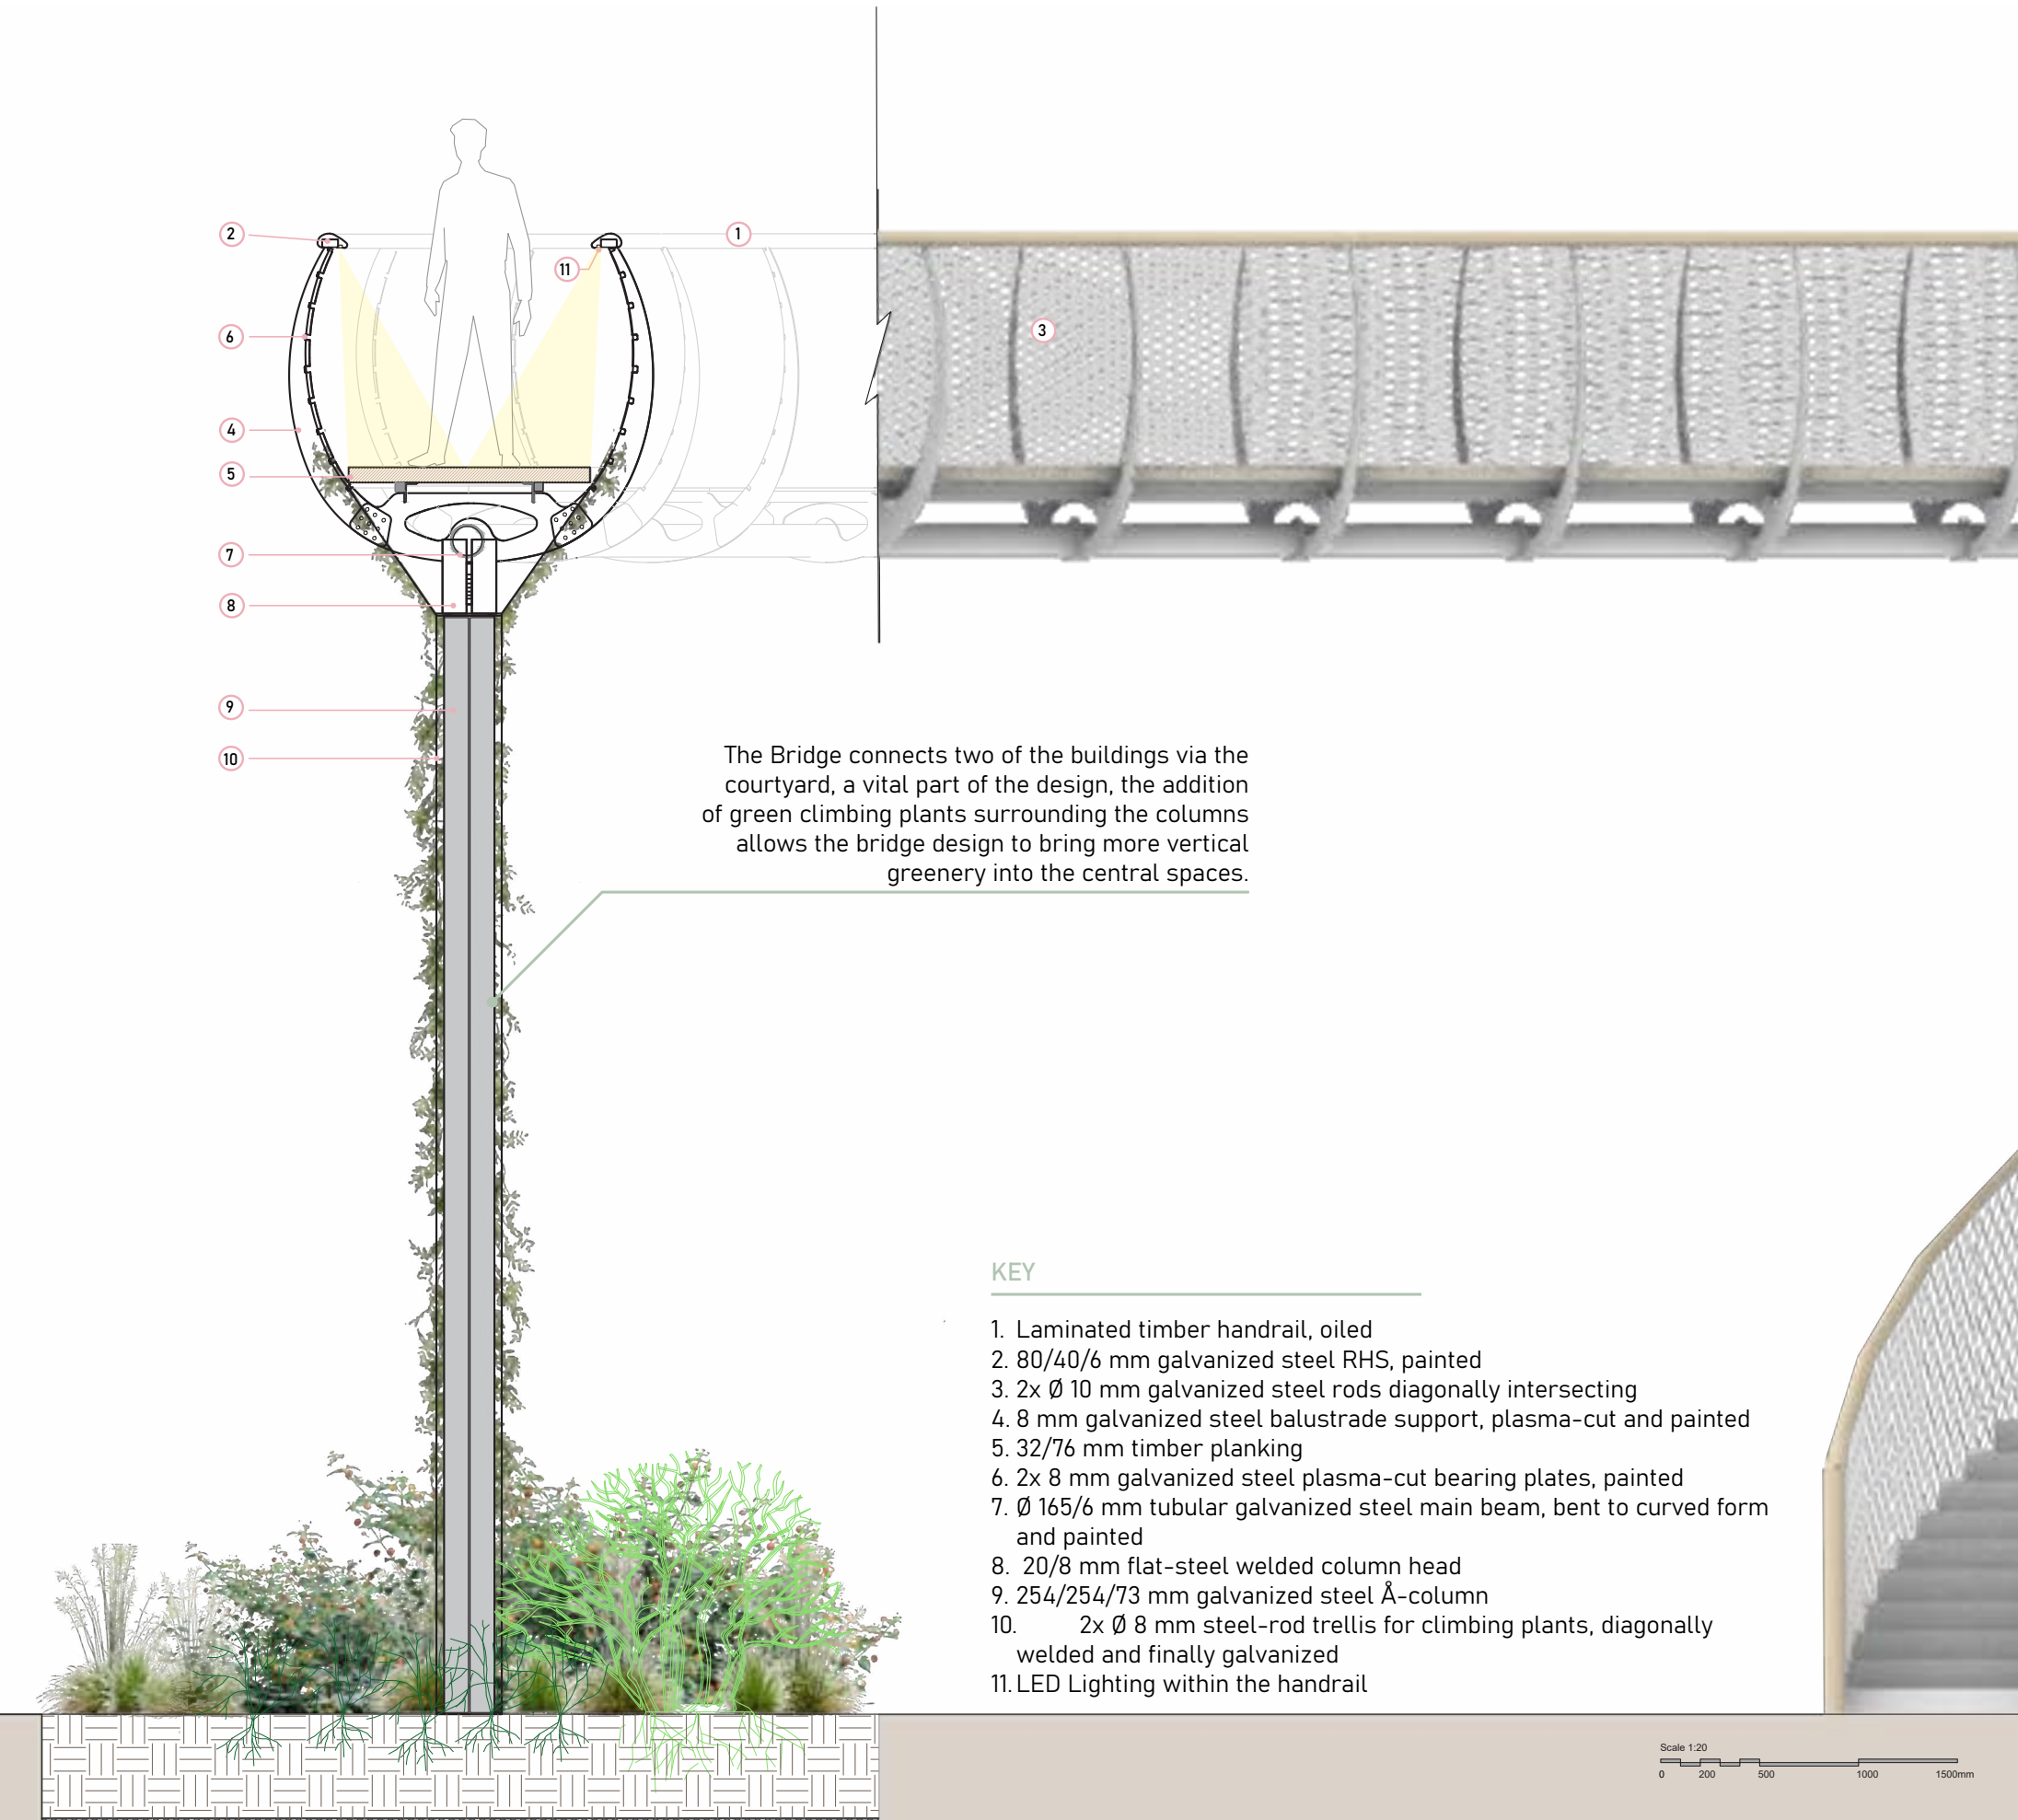 2
1
11
3
6
4
5
7
8
9
10
The Bridge connects two of the buildings via the
courtyard, a vital part of the design, the addition
of green climbing plants surrounding the columns
allows the bridge design to bring more vertical
greenery into the central spaces.
KEY
1. Laminated timber handrail, oiled
2. 80/40/6 mm galvanized steel RHS, painted
3. 2x Ø 10 mm galvanized steel rods diagonally intersecting
4. 8 mm galvanized steel balustrade support, plasma-cut and painted
5. 32/76 mm timber planking
6. 2x 8 mm galvanized steel plasma-cut bearing plates, painted
7. Ø 165/6 mm tubular galvanized steel main beam, bent to curved form
and painted
8. 20/8 mm flat-steel welded column head
9. 254/254/73 mm galvanized steel Å-column
10. 2x Ø 8 mm steel-rod trellis for climbing plants, diagonally
welded and finally galvanized
11. LED Lighting within the handrail
Scale 1:20
0 200 500 1000 1500mm